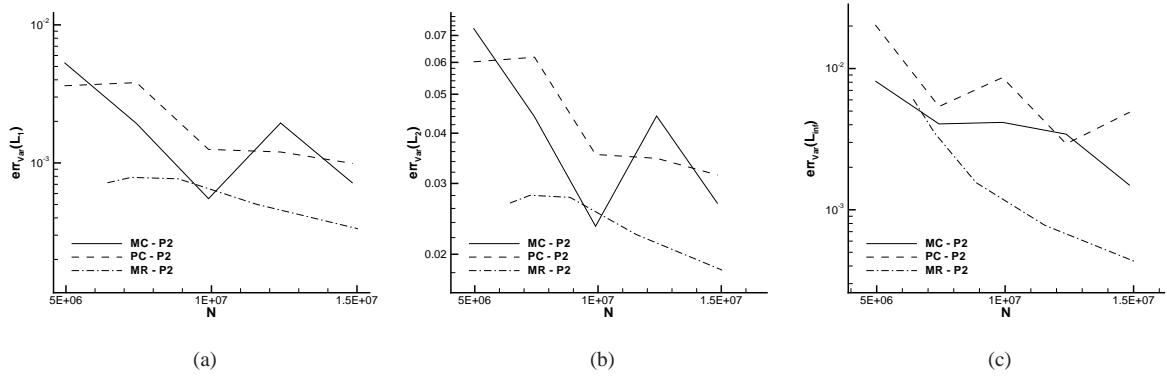 err_Var(L_1)
10^-2
10^-3
MC - P2
PC - P2
MR - P2
5E+06
1E+07
1.5E+07
N
(a)
err_Var(L_2)
0.07
0.06
0.05
0.04
0.03
0.02
MC - P2
PC - P2
MR - P2
5E+06
1E+07
1.5E+07
N
(b)
err_Var(L_inf)
10^-2
10^-3
MC - P2
PC - P2
MR - P2
5E+06
1E+07
1.5E+07
N
(c)